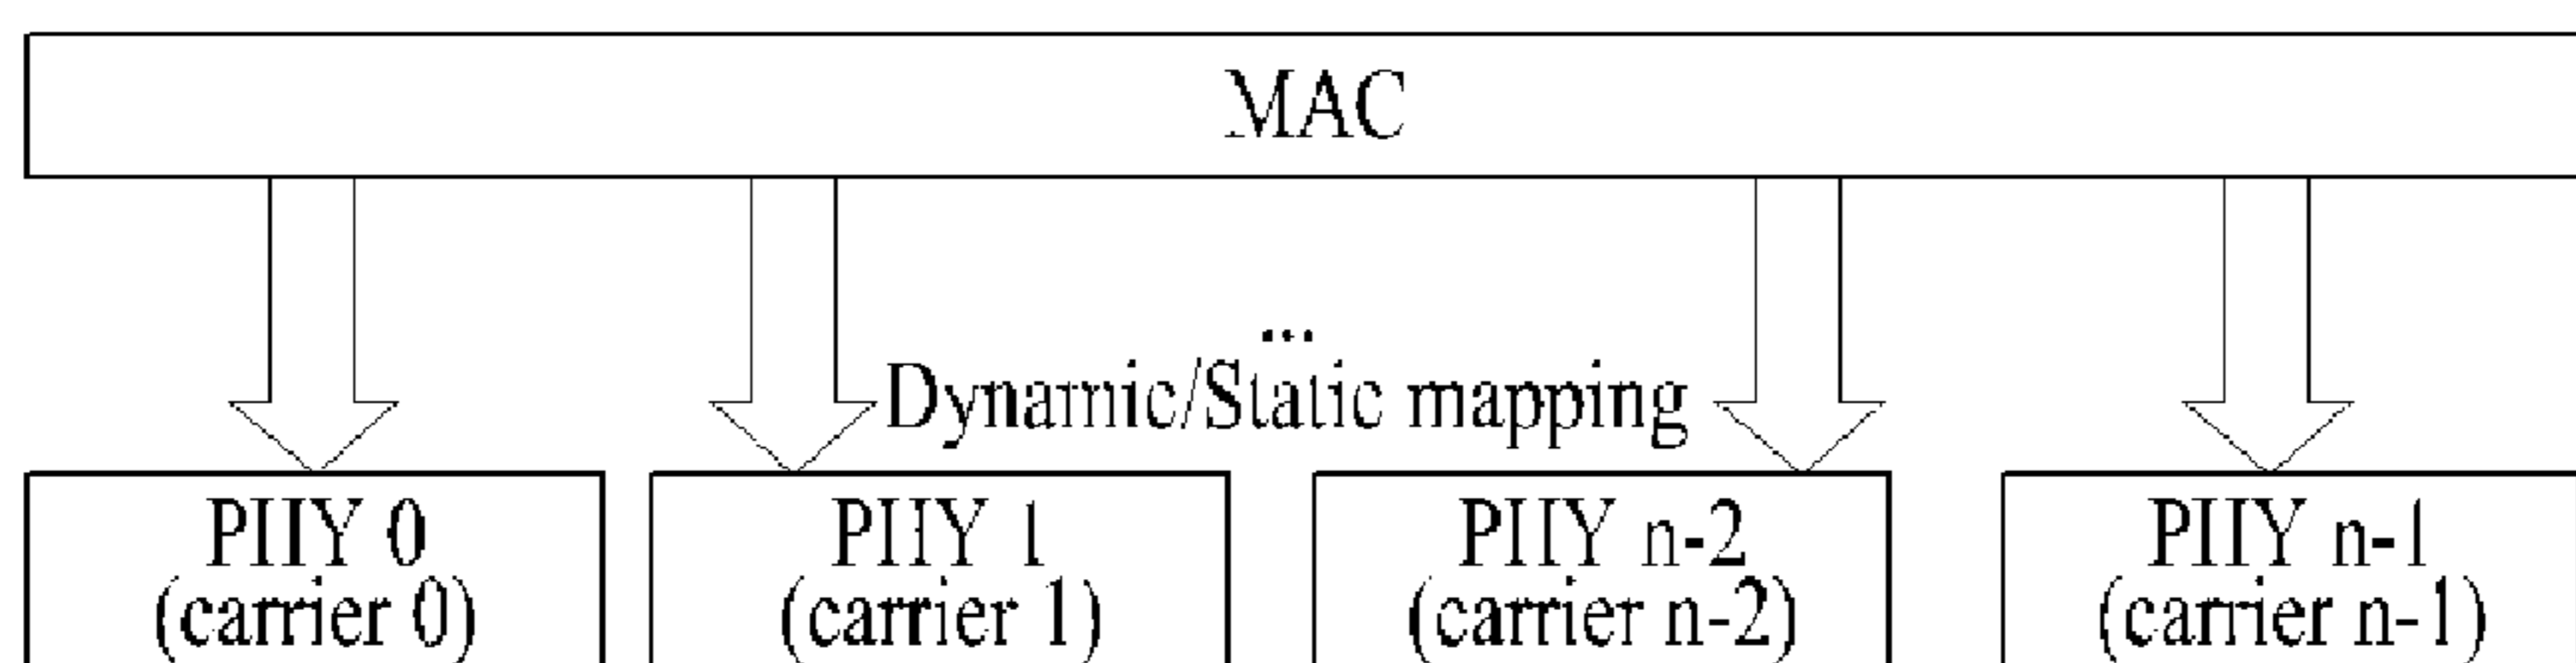 MAC
...
Dynamic/Static mapping
PHY 0
(carrier 0)
PHY 1
(carrier 1)
PHY n-2
(carrier n-2)
PHY n-1
(carrier n-1)